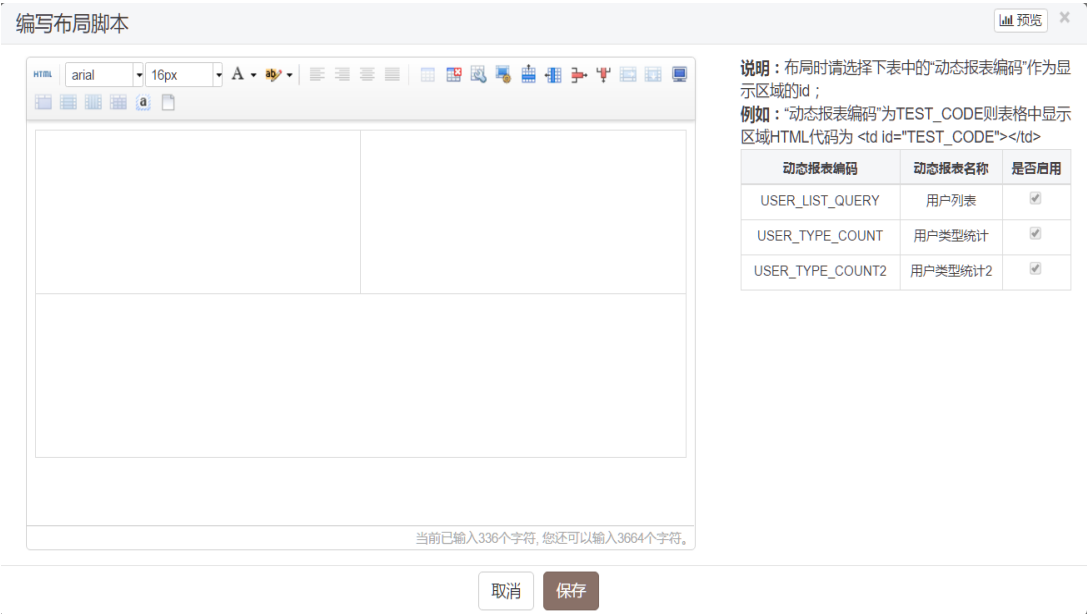 编写布局脚本
预览 ×
HTML arial 16px A ab
a
说明：布局时请选择下表中的“动态报表编码”作为显
示区域的id；
例如：“动态报表编码”为TEST_CODE则表格中显示
区域HTML代码为 <td id="TEST_CODE"></td>
动态报表编码 动态报表名称 是否启用
USER_LIST_QUERY 用户列表
USER_TYPE_COUNT 用户类型统计
USER_TYPE_COUNT2 用户类型统计2
当前已输入336个字符, 您还可以输入3664个字符。
取消 保存